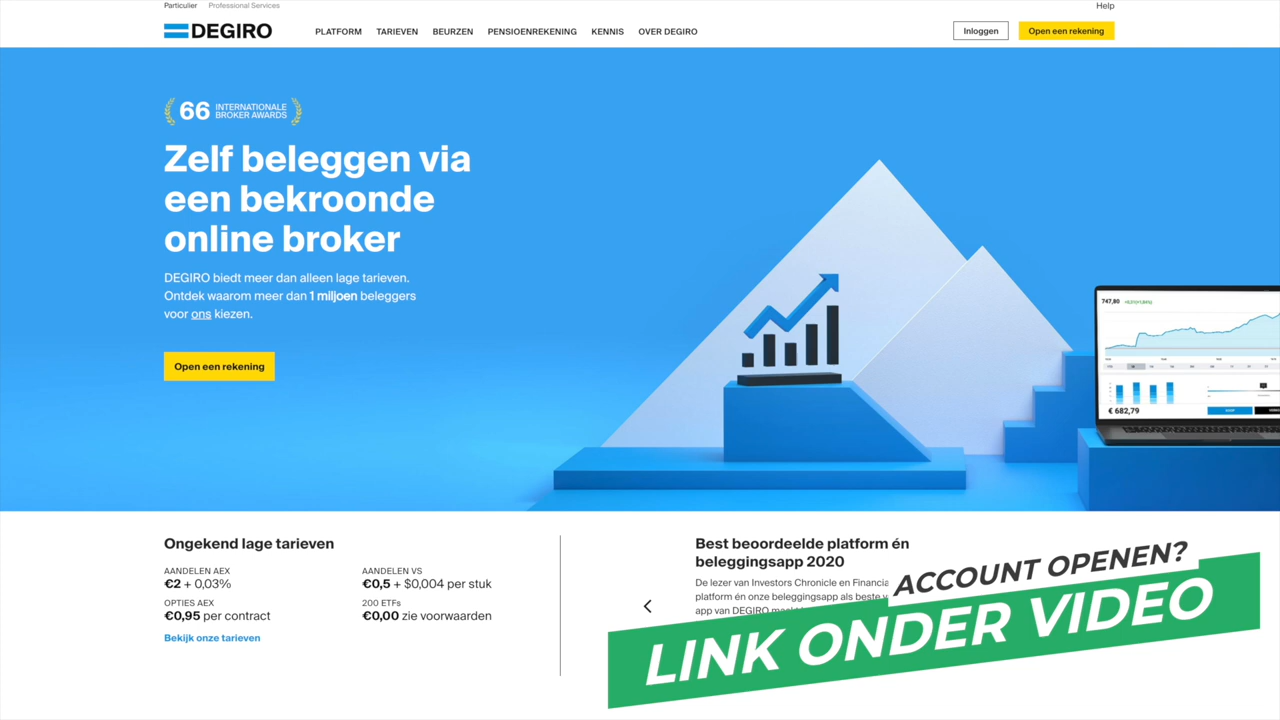 Particulier Professional Services
Help
DEGIRO
PLATFORM TARIEVEN BEURZEN PENSIOENREKENING KENNIS OVER DEGIRO
Inloggen
Open een rekening
66 INTERNATIONALE
BROKER AWARDS
Zelf beleggen via
een bekroonde
online broker
DEGIRO biedt meer dan alleen lage tarieven.
Ontdek waarom meer dan 1 miljoen beleggers
voor ons kiezen.
Open een rekening
747,80
€ 682,79
Ongekend lage tarieven
AANDELEN AEX
€2 + 0,03%
AANDELEN VS
€0,5 + $0,004 per stuk
OPTIES AEX
€0,95 per contract
200 ETFs
€0,00 zie voorwaarden
Bekijk onze tarieven
Best beoordeelde platform én
beleggingsapp 2020
De lezer van Investors Chronicle en
platform én onze beleggingsapp als beste
app van DEGIRO
ACCOUNT OPENEN?
LINK ONDER VIDEO